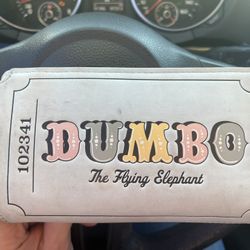 102341
DUMBO
The Flying Elephant